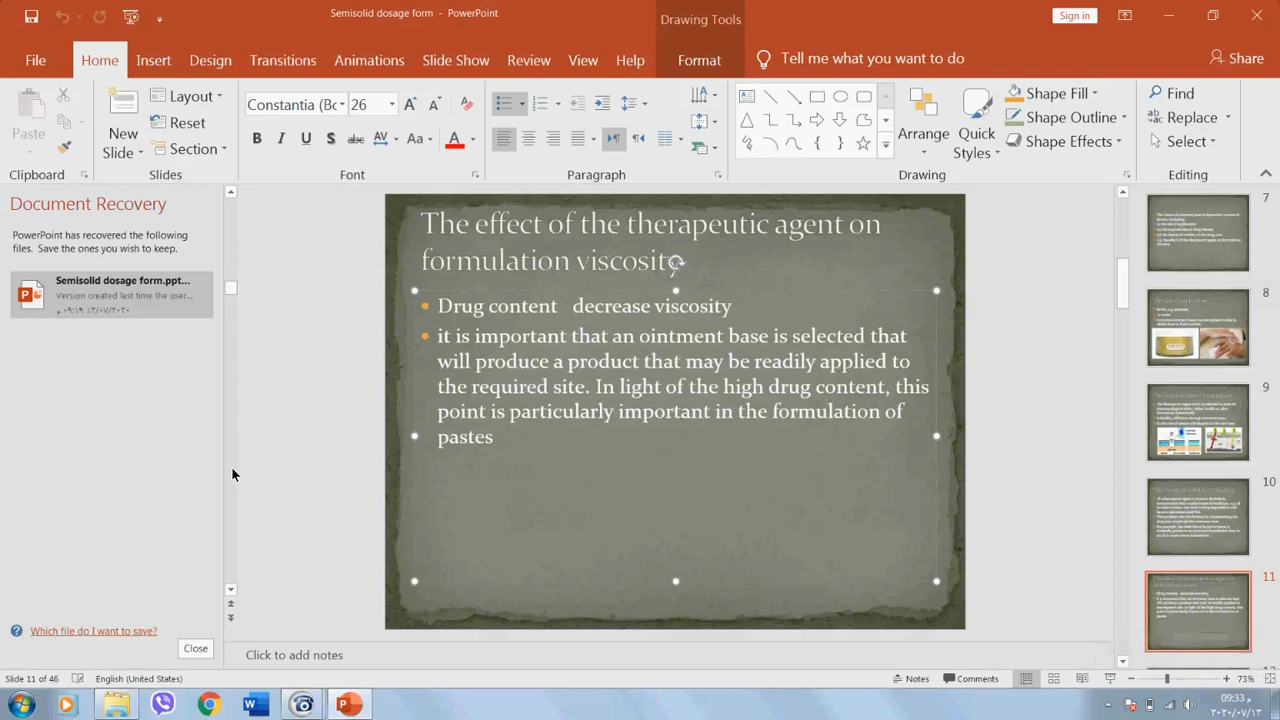 Semisolid dosage form - PowerPoint
Drawing Tools
Sign in
File
Home
Insert
Design
Transitions
Animations
Slide Show
Review
View
Help
Format
Tell me what you want to do
Share
Paste
New
Slide
Layout
Reset
Section
Constantia (Bc
26
B I U S abc AV Aa A
Shape Fill
Shape Outline
Shape Effects
Arrange
Quick
Styles
Find
Replace
Select
Clipboard
Slides
Font
Paragraph
Drawing
Editing
Document Recovery
PowerPoint has recovered the following
files. Save the ones you wish to keep.
Semisolid dosage form.ppt...
Version created last time the user...
Which file do I want to save?
Close
The effect of the therapeutic agent on
formulation viscosity
Drug content decrease viscosity
it is important that an ointment base is selected that
will produce a product that may be readily applied to
the required site. In light of the high drug content, this
point is particularly important in the formulation of
pastes
Click to add notes
7
8
9
10
11
Slide 11 of 46
English (United States)
Notes
Comments
73%
09:33 م
٢٠٢٠/٠٧/١٣